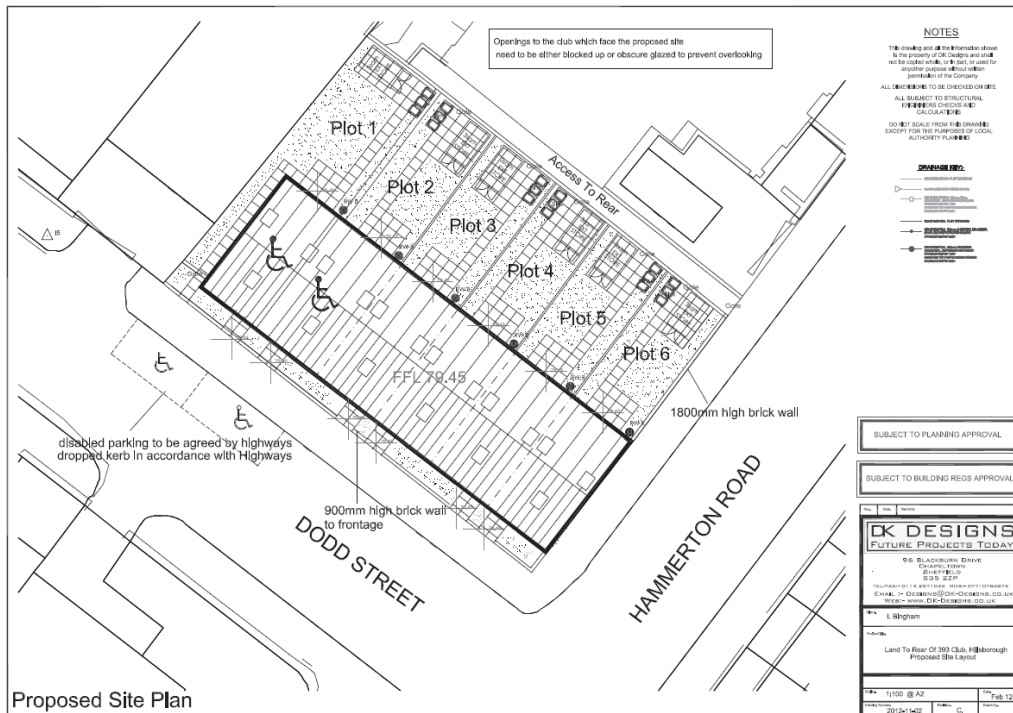 Openings to the club which face the proposed site
need to be either blocked up or obscure glazed to prevent overlooking
NOTES
This drawing and all the information shown
is the property of DK Designs and shall
not be copied whole, or in part, or used for
anyother purpose without written
permission of the Company
ALL DIMENSIONS TO BE CHECKED ON SITE
ALL SUBJECT TO STRUCTURAL
ENGINEERS CHECKS AND
CALCULATIONS
DO NOT SCALE FROM THIS DRAWING
EXCEPT FOR THE PURPOSES OF LOCAL
AUTHORITY PLANNING
DRAINAGE KEY:-
Plot 1
Plot 2
Plot 3
Plot 4
Plot 5
Plot 6
Access To Rear
Gate
Gate
Gate
Gate
FFL 79.45
1800mm high brick wall
disabled parking to be agreed by highways
dropped kerb in accordance with Highways
900mm high brick wall
to frontage
DODD STREET
HAMMERTON ROAD
SUBJECT TO PLANNING APPROVAL
SUBJECT TO BUILDING REGS APPROVAL
DK DESIGNS
FUTURE PROJECTS TODAY
96 BLACKBURN DRIVE
CHAPELTOWN
SHEFFIELD
S35 2ZP
EMAIL :- DESIGNS@DK-DESIGNS.CO.UK
WEB:- WWW.DK-DESIGNS.CO.UK
L Bingham
Land To Rear Of 393 Club, Hillsborough
Proposed Site Layout
1:100 @ A2
Feb 12
2012-11-02
C.
Proposed Site Plan